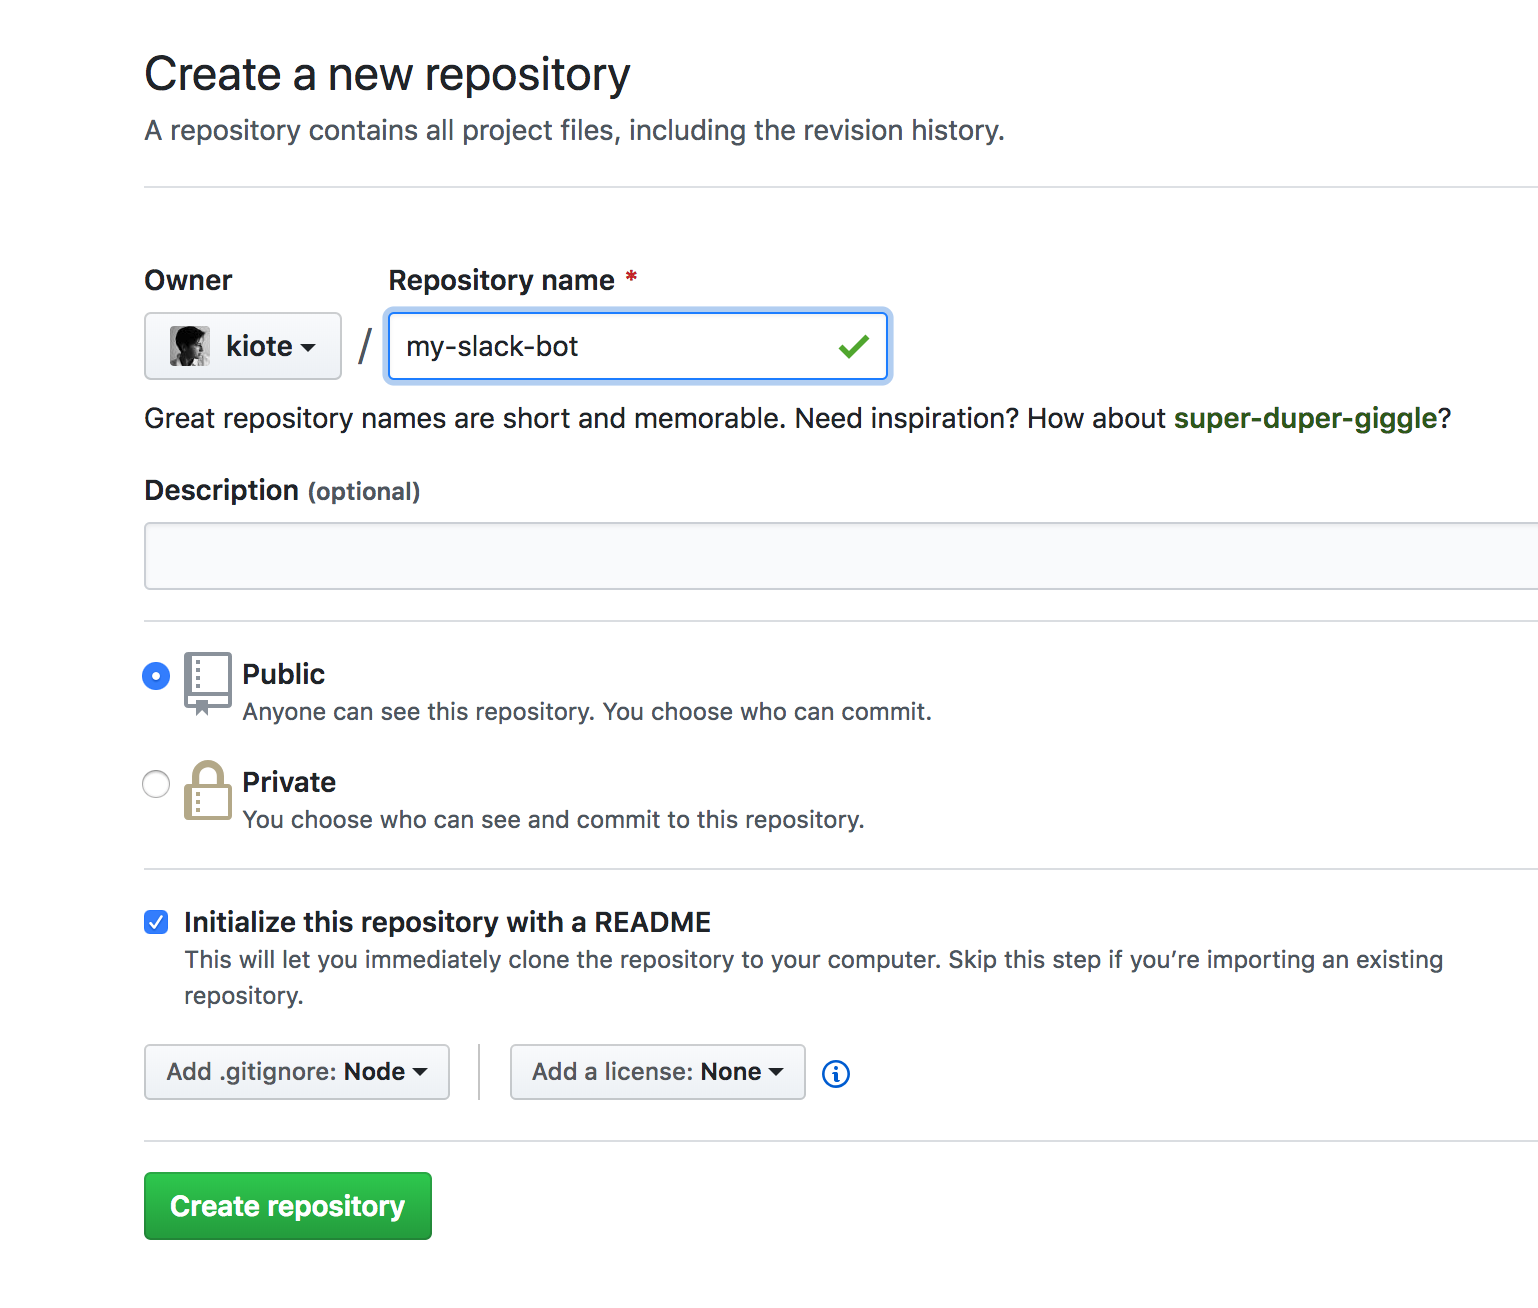 Create a new repository
A repository contains all project files, including the revision history.
Owner
Repository name *
kiote / my-slack-bot
Great repository names are short and memorable. Need inspiration? How about super-duper-giggle?
Description (optional)
Public
Anyone can see this repository. You choose who can commit.
Private
You choose who can see and commit to this repository.
Initialize this repository with a README
This will let you immediately clone the repository to your computer. Skip this step if you’re importing an existing
repository.
Add .gitignore: Node
Add a license: None
Create repository